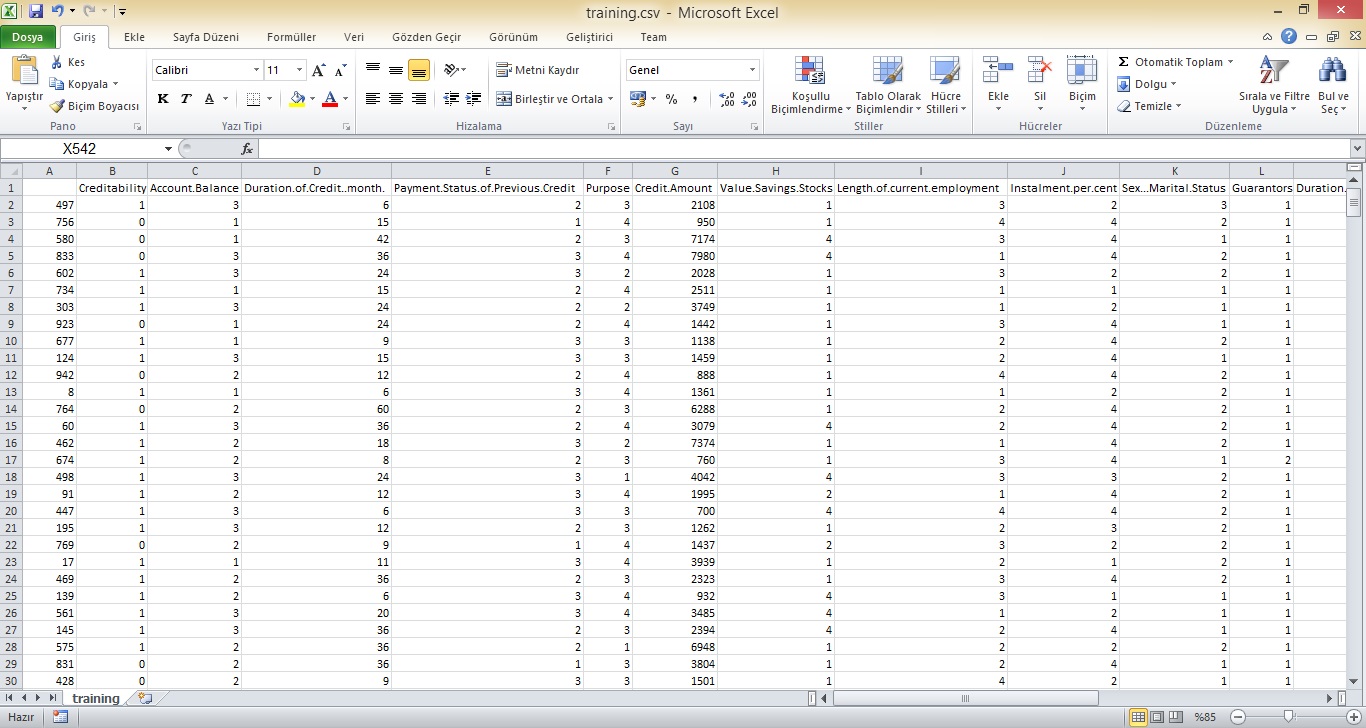 training.csv - Microsoft Excel
Dosya Giriş Ekle Sayfa Düzeni Formüller Veri Gözden Geçir Görünüm Geliştirici Team
Yapıştır
Kes
Kopyala
Biçim Boyacısı
Pano
Calibri 11
K T A
Yazı Tipi
Metni Kaydır
Birleştir ve Ortala
Hizalama
Genel
%
Sayı
Koşullu Biçimlendirme
Tablo Olarak Biçimlendir
Hücre Stilleri
Stiller
Ekle Sil Biçim
Hücreler
Σ Otomatik Toplam
Dolgu
Temizle
Sırala ve Filtre Uygula
Bul ve Seç
Düzenleme
X542 fx
A B C D E F G H I J K L
1 Creditability Account.Balance Duration.of.Credit..month. Payment.Status.of.Previous.Credit Purpose Credit.Amount Value.Savings.Stocks Length.of.current.employment Instalment.per.cent Sex...Marital.Status Guarantors Duration.
2 497 1 3 6 2 3 2108 1 3 2 3 1
3 756 0 1 15 1 4 950 1 4 4 2 1
4 580 0 1 42 2 3 7174 4 3 4 1 1
5 833 0 3 36 3 4 7980 4 1 4 2 1
6 602 1 3 24 3 2 2028 1 3 2 2 1
7 734 1 1 15 2 4 2511 1 1 1 1 1
8 303 1 3 24 2 2 3749 1 1 2 1 1
9 923 0 1 24 2 4 1442 1 3 4 1 1
10 677 1 1 9 3 3 1138 1 2 4 2 1
11 124 1 3 15 3 3 1459 1 2 4 1 1
12 942 0 2 12 2 4 888 1 4 4 2 1
13 8 1 1 6 3 4 1361 1 1 2 2 1
14 764 0 2 60 2 3 6288 1 2 4 2 1
15 60 1 3 36 2 4 3079 4 2 4 2 1
16 462 1 2 18 3 2 7374 1 1 4 2 1
17 674 1 2 8 2 3 760 1 3 4 1 2
18 498 1 3 24 3 1 4042 4 3 3 2 1
19 91 1 2 12 3 4 1995 2 1 4 2 1
20 447 1 3 6 3 3 700 4 4 4 2 1
21 195 1 3 12 2 3 1262 1 2 3 2 1
22 769 0 2 9 1 4 1437 2 3 2 2 1
23 17 1 1 11 3 4 3939 1 2 1 2 1
24 469 1 2 36 2 3 2323 1 3 4 2 1
25 139 1 2 6 3 4 932 4 3 1 1 1
26 561 1 3 20 3 4 3485 4 1 2 1 1
27 145 1 3 36 2 3 2394 4 2 4 1 1
28 575 1 2 36 2 1 6948 1 2 2 2 1
29 831 0 2 36 1 3 3804 1 2 4 1 1
30 428 0 2 9 3 3 1501 1 4 2 1 1
training
Hazır %85